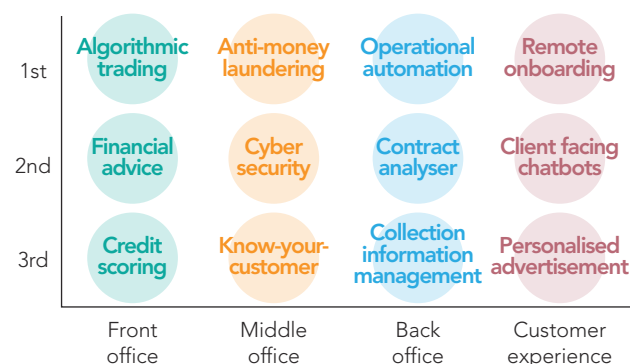 1st
Algorithmic
trading
Anti-money
laundering
Operational
automation
Remote
onboarding
2nd
Financial
advice
Cyber
security
Contract
analyser
Client facing
chatbots
3rd
Credit
scoring
Know-your-
customer
Collection
information
management
Personalised
advertisement
Front
office
Middle
office
Back
office
Customer
experience